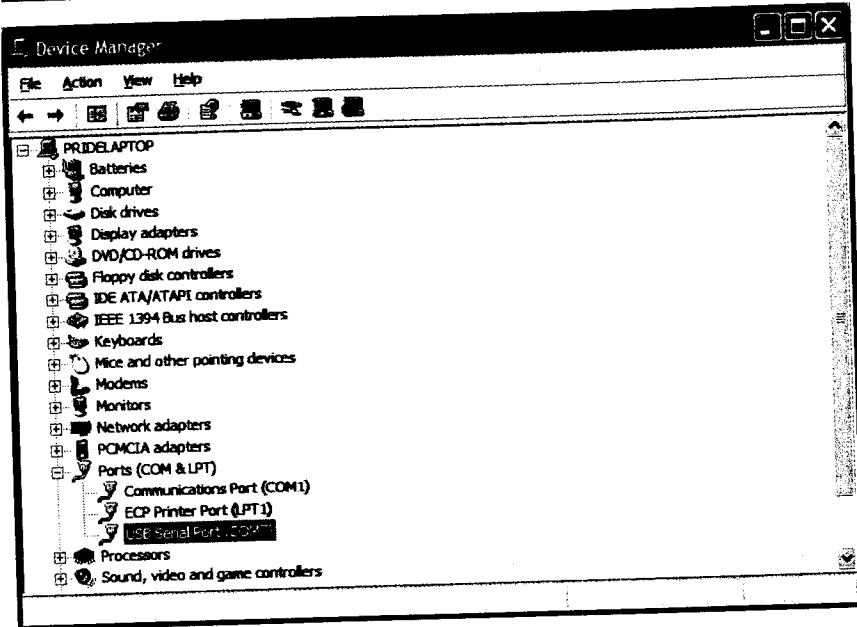 Device Manager
File Action View Help
PRIDELAPTOP
Batteries
Computer
Disk drives
Display adapters
DVD/CD-ROM drives
Floppy disk controllers
IDE ATA/ATAPI controllers
IEEE 1394 Bus host controllers
Keyboards
Mice and other pointing devices
Modems
Monitors
Network adapters
PCMCIA adapters
Ports (COM & LPT)
Communications Port (COM1)
ECP Printer Port (LPT1)
USB Serial Port
Processors
Sound, video and game controllers